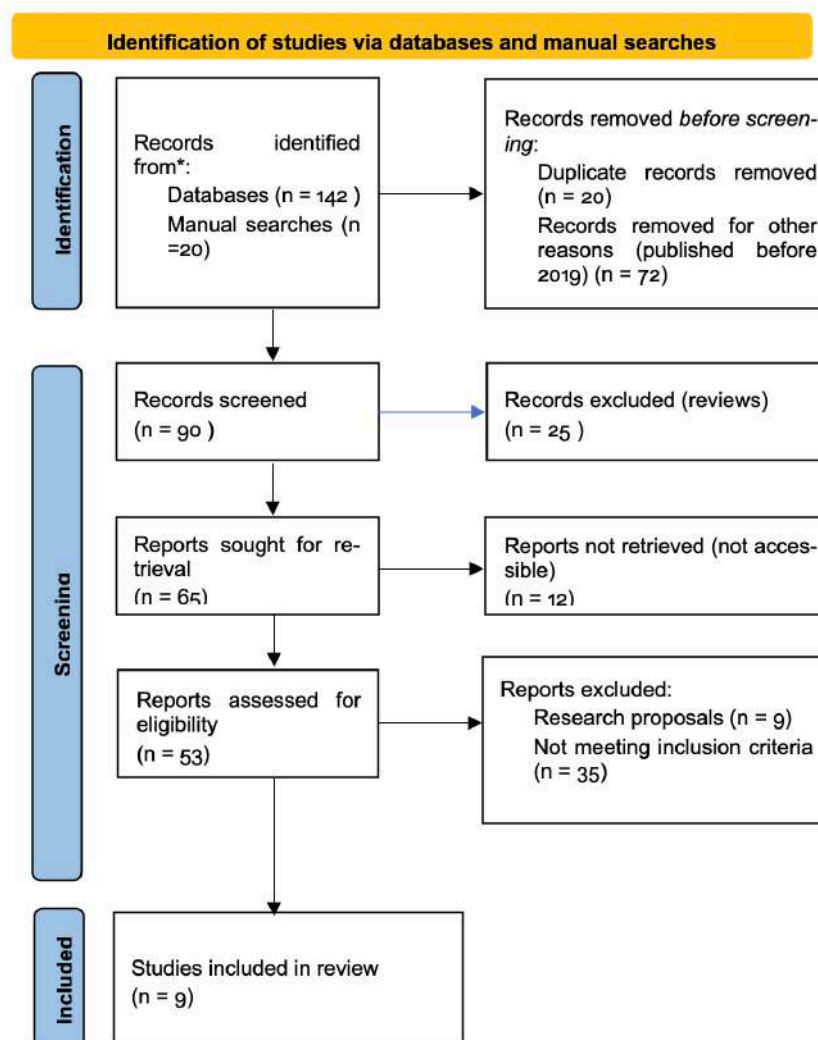 Identification of studies via databases and manual searches
Identification
Records identified
from*:
Databases (n = 142 )
Manual searches (n
=20)
Records removed before screen-
ing:
Duplicate records removed
(n = 20)
Records removed for other
reasons (published before
2019) (n = 72)
Screening
Records screened
(n = 90 )
Records excluded (reviews)
(n = 25 )
Reports sought for re-
trieval
(n = 65)
Reports not retrieved (not acces-
sible)
(n = 12)
Reports assessed for
eligibility
(n = 53)
Reports excluded:
Research proposals (n = 9)
Not meeting inclusion criteria
(n = 35)
Included
Studies included in review
(n = 9)